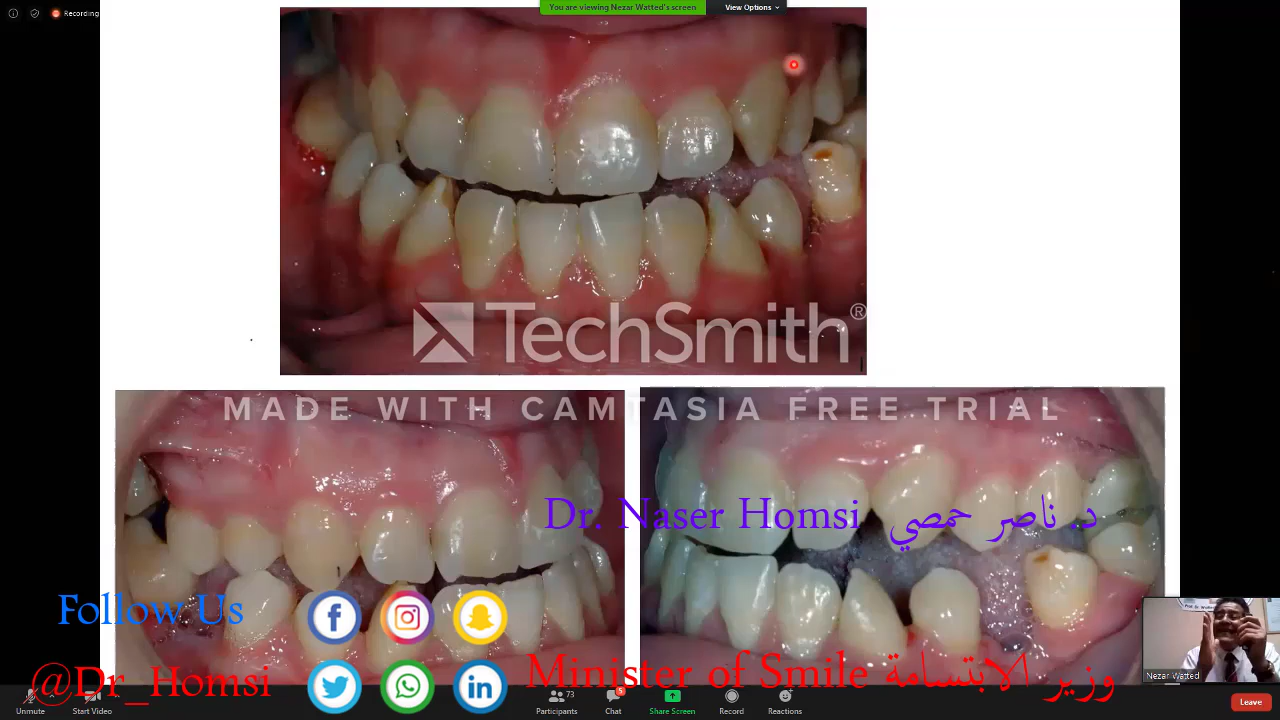 Recording
You are viewing Nezar Watted's screen
View Options
TechSmith®
MADE WITH CAMTASIA FREE TRIAL
Dr. Naser Homsi د. ناصر حمصي
Follow Us
@Dr_Homsi
Minister of Smile وزير الابتسامة
Nezar Watted
Unmute
Start Video
Participants
73
Chat
5
Share Screen
Record
Reactions
Leave